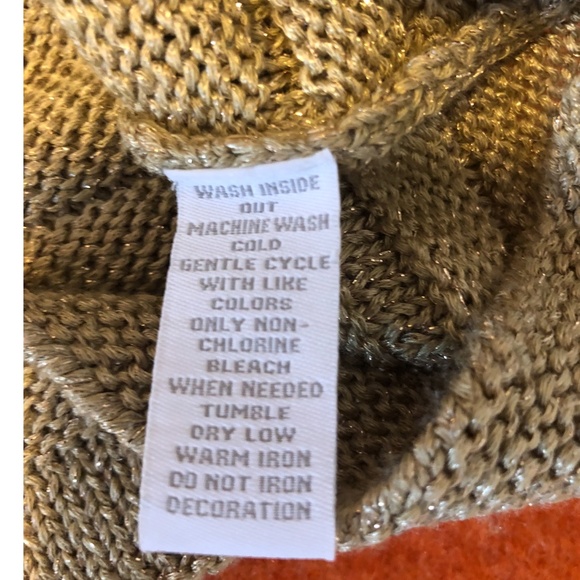 WASH INSIDE
OUT
MACHINE WASH
COLD
GENTLE CYCLE
WITH LIKE
COLORS
ONLY NON-
CHLORINE
BLEACH
WHEN NEEDED
TUMBLE
DRY LOW
WARM IRON
DO NOT IRON
DECORATION